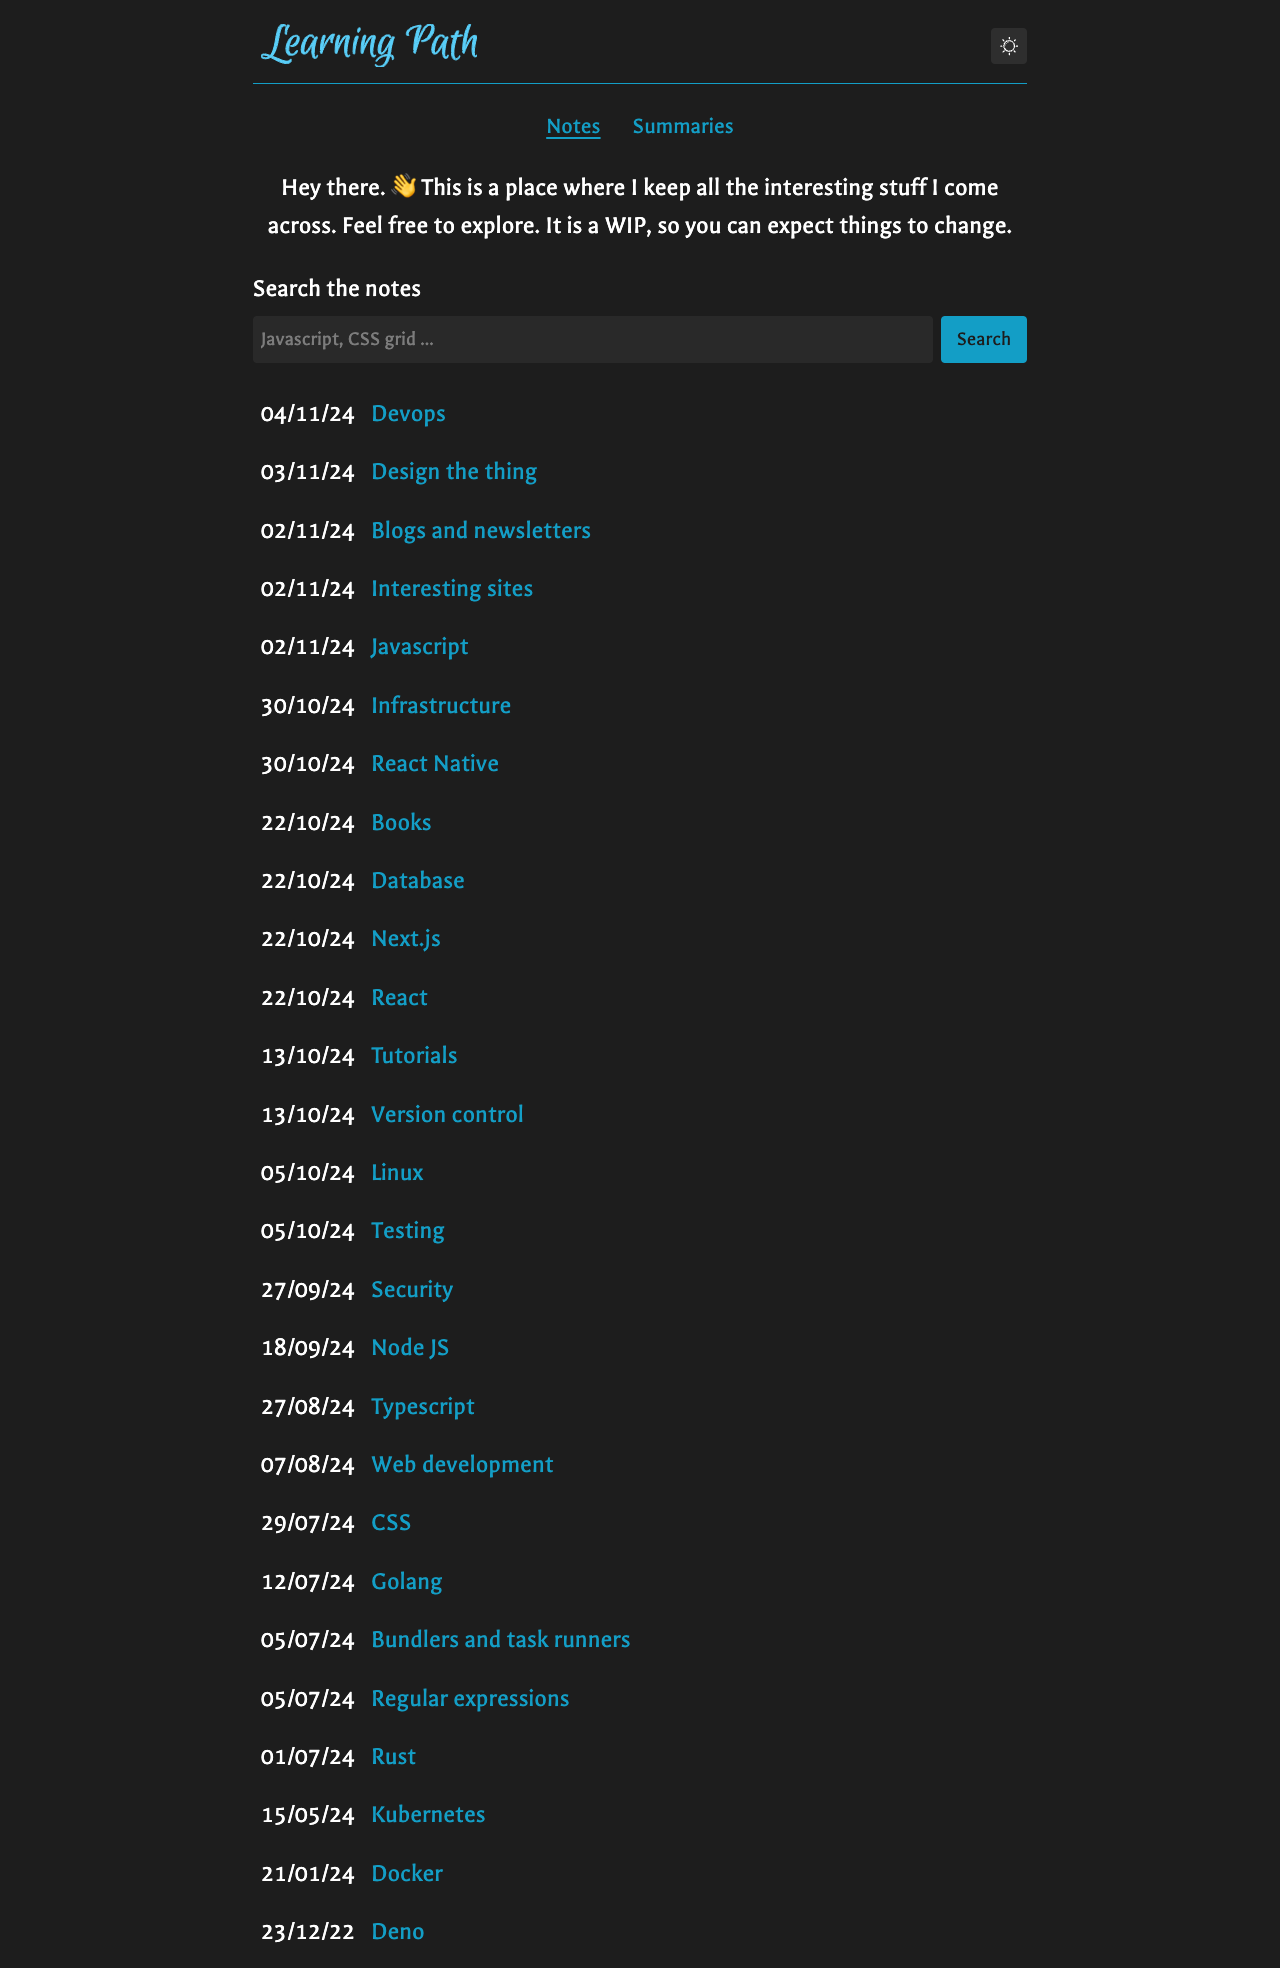 Learning Path
Notes Summaries
Hey there. 👋 This is a place where I keep all the interesting stuff I come
across. Feel free to explore. It is a WIP, so you can expect things to change.
Search the notes
Javascript, CSS grid ... Search
04/11/24 Devops
03/11/24 Design the thing
02/11/24 Blogs and newsletters
02/11/24 Interesting sites
02/11/24 Javascript
30/10/24 Infrastructure
30/10/24 React Native
22/10/24 Books
22/10/24 Database
22/10/24 Next.js
22/10/24 React
13/10/24 Tutorials
13/10/24 Version control
05/10/24 Linux
05/10/24 Testing
27/09/24 Security
18/09/24 Node JS
27/08/24 Typescript
07/08/24 Web development
29/07/24 CSS
12/07/24 Golang
05/07/24 Bundlers and task runners
05/07/24 Regular expressions
01/07/24 Rust
15/05/24 Kubernetes
21/01/24 Docker
23/12/22 Deno